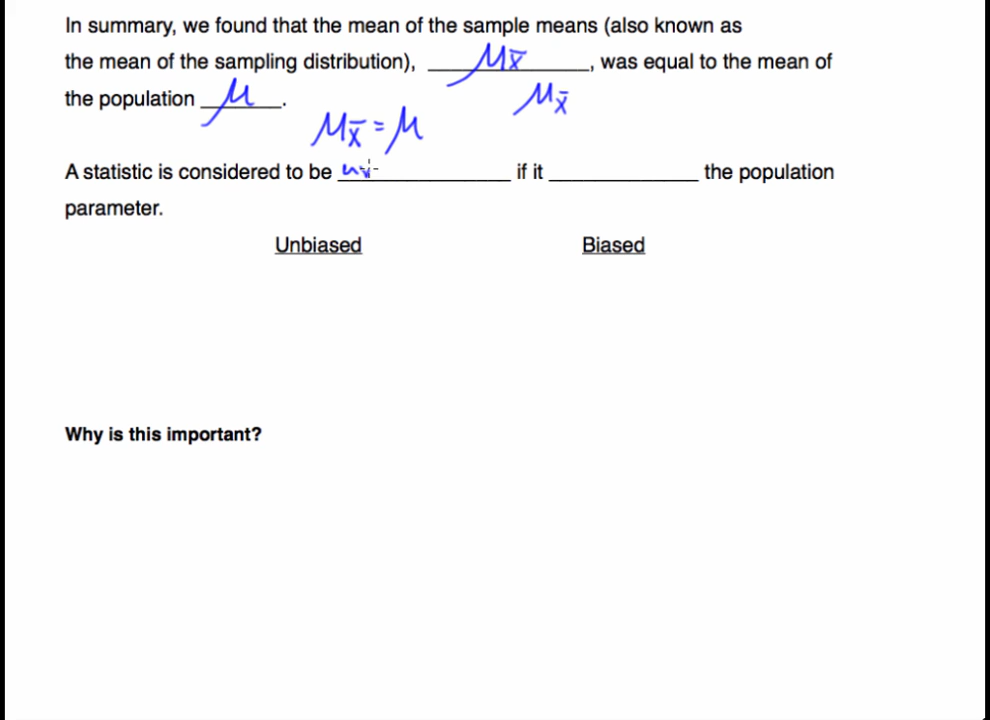 In summary, we found that the mean of the sample means (also known as
the mean of the sampling distribution), μx̄, was equal to the mean of
the population μ.
μx̄
μx̄ = μ
A statistic is considered to be un if it ____________ the population
parameter.
Unbiased Biased
Why is this important?